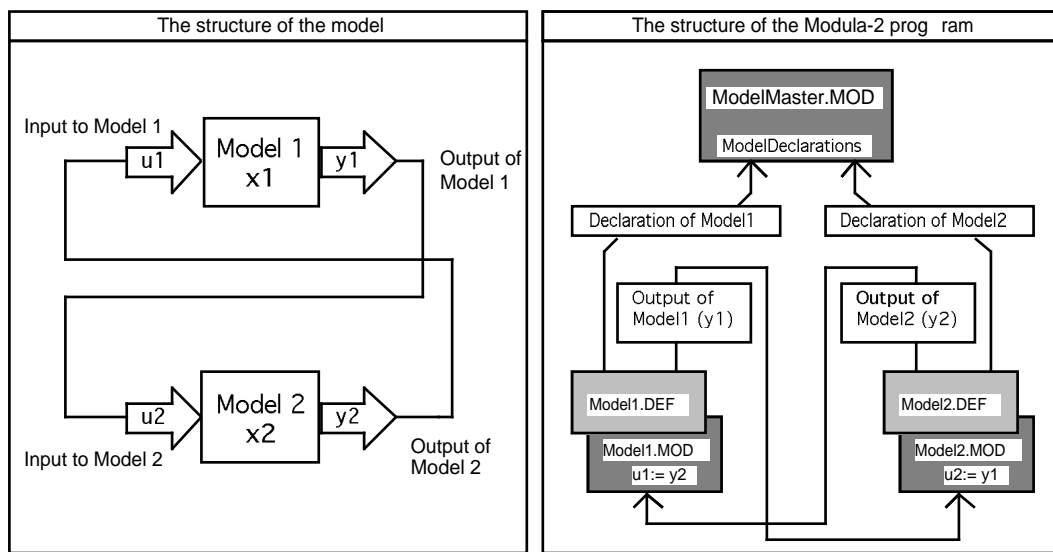 The structure of the model
Input to Model 1
u1
Model 1
x1
y1
Output of
Model 1
u2
Model 2
x2
y2
Input to Model 2
Output of
Model 2
The structure of the Modula-2 prog ram
ModelMaster.MOD
ModelDeclarations
Declaration of Model1
Declaration of Model2
Output of
Model1 (y1)
Output of
Model2 (y2)
Model1.DEF
Model2.DEF
Model1.MOD
u1:= y2
Model2.MOD
u2:= y1